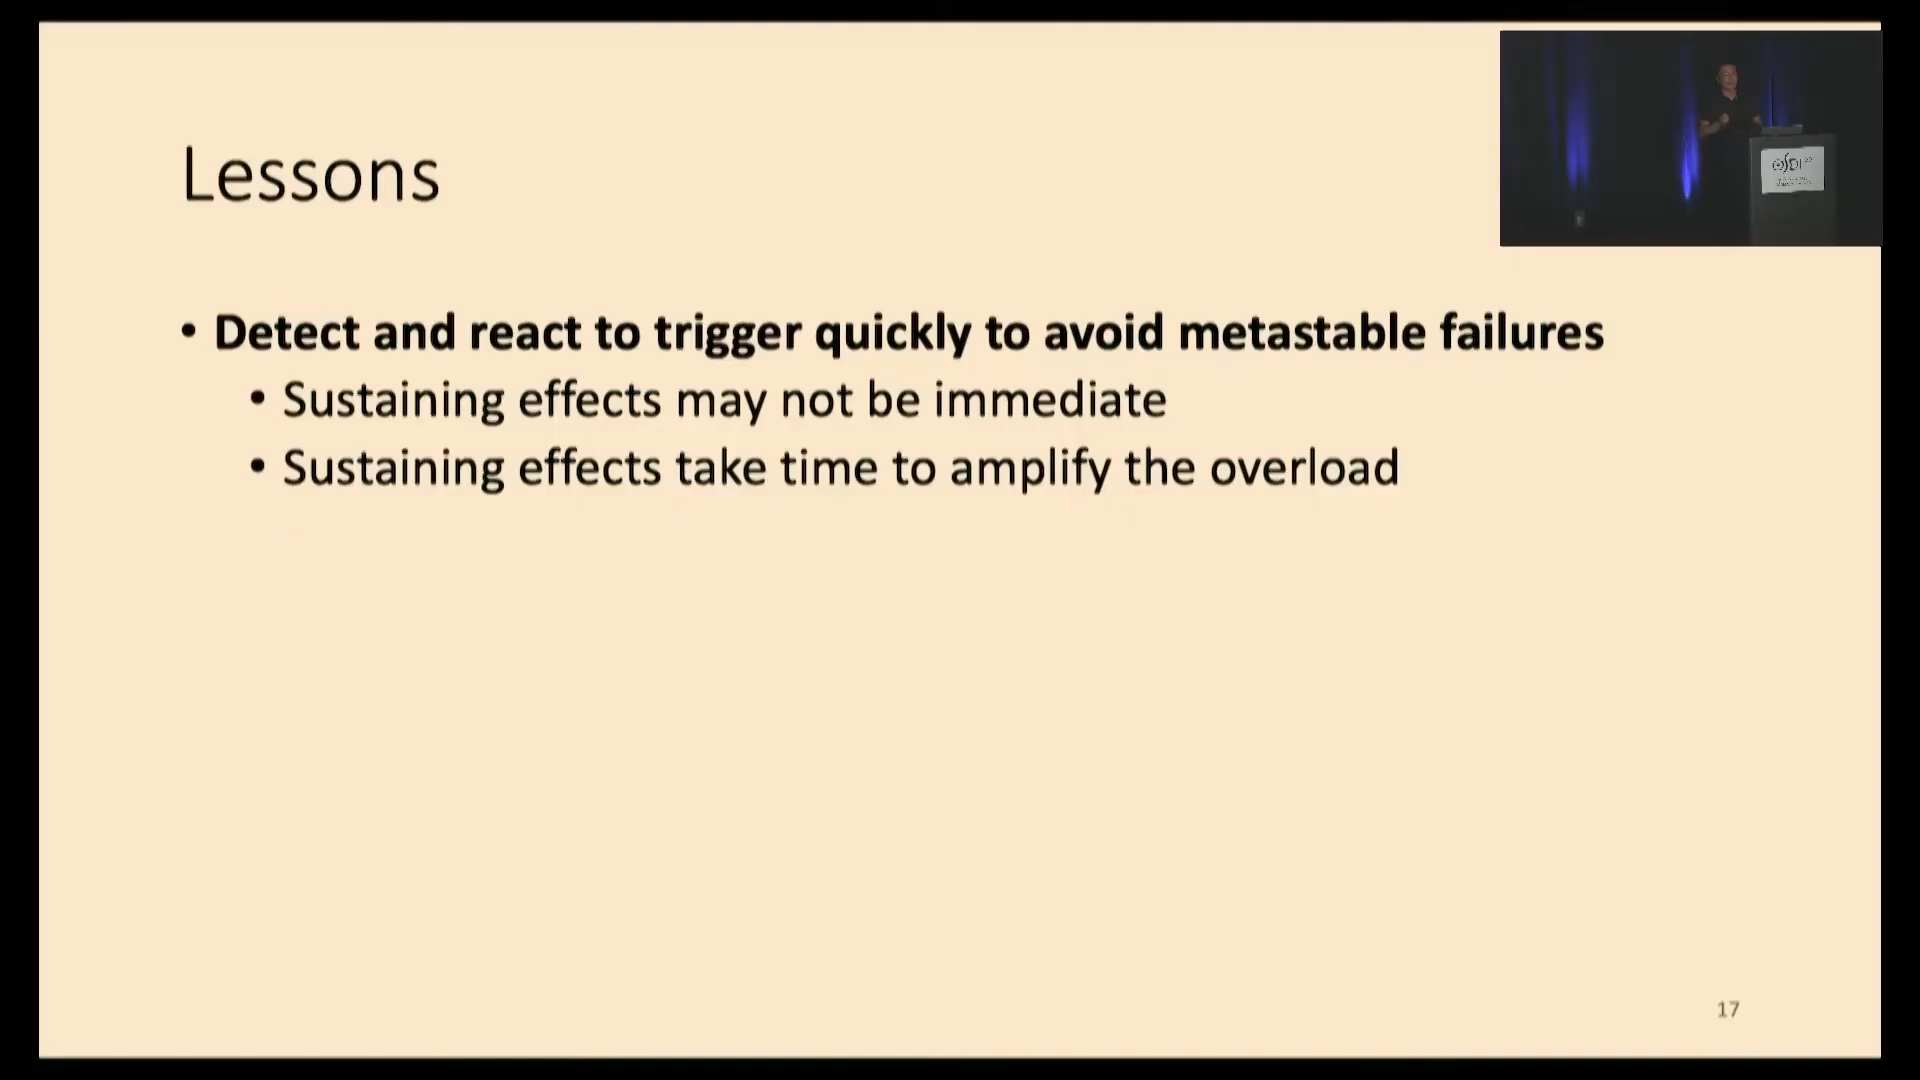 Lessons
• Detect and react to trigger quickly to avoid metastable failures
• Sustaining effects may not be immediate
• Sustaining effects take time to amplify the overload
17